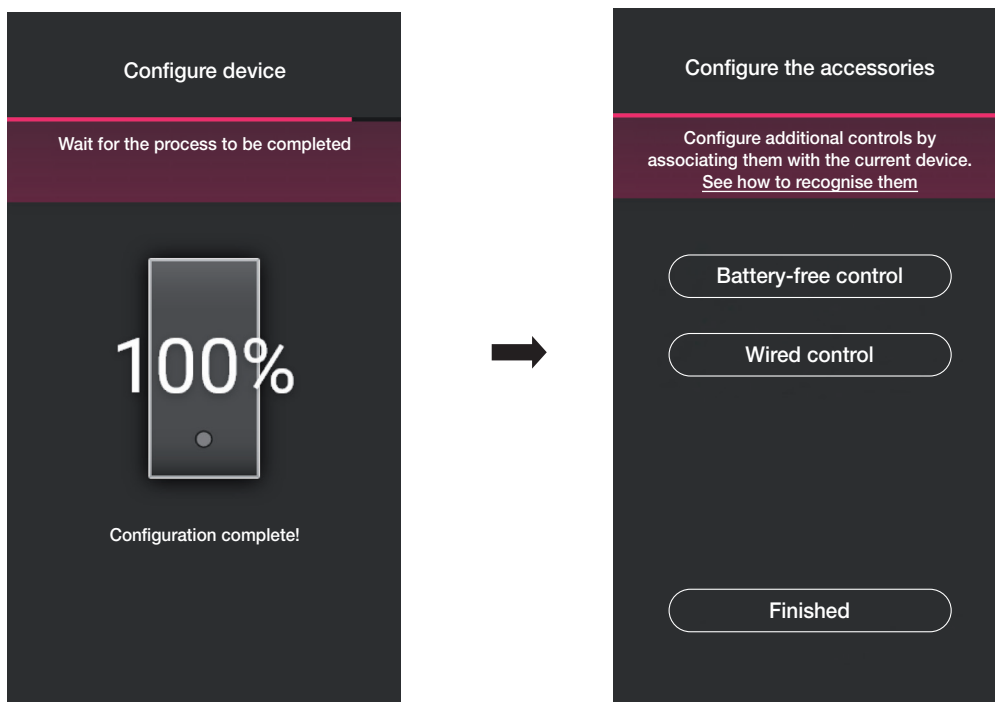 Configure device
Wait for the process to be completed
100%
Configuration complete!
Configure the accessories
Configure additional controls by
associating them with the current device.
See how to recognise them
Battery-free control
Wired control
Finished